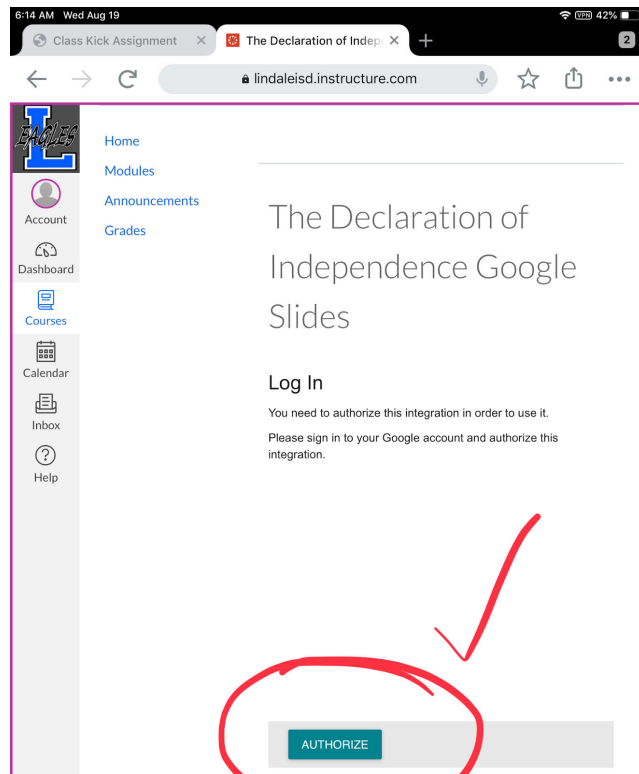 6:14 AM Wed Aug 19
VPN 42%
Class Kick Assignment
The Declaration of Indep
2
lindaleisd.instructure.com
EAGLES
L
Home
Modules
Announcements
Grades
Account
Dashboard
Courses
Calendar
Inbox
Help
The Declaration of
Independence Google
Slides
Log In
You need to authorize this integration in order to use it.
Please sign in to your Google account and authorize this
integration.
AUTHORIZE